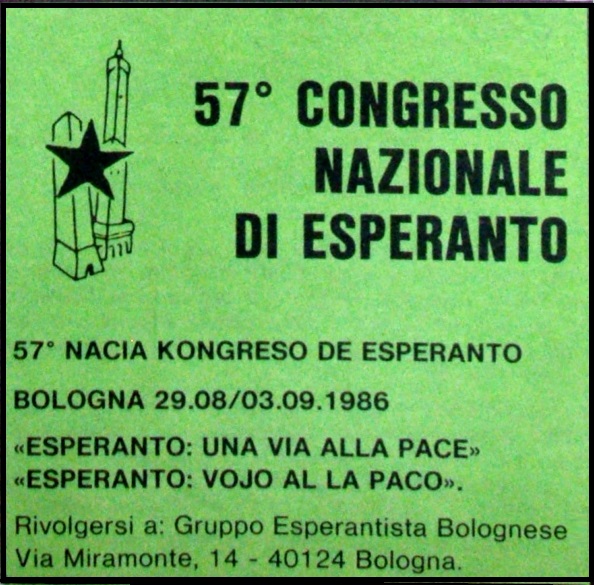 57° CONGRESSO
NAZIONALE
DI ESPERANTO
57° NACIA KONGRESO DE ESPERANTO
BOLOGNA 29.08/03.09.1986
«ESPERANTO: UNA VIA ALLA PACE»
«ESPERANTO: VOJO AL LA PACO».
Rivolgersi a: Gruppo Esperantista Bolognese
Via Miramonte, 14 - 40124 Bologna.